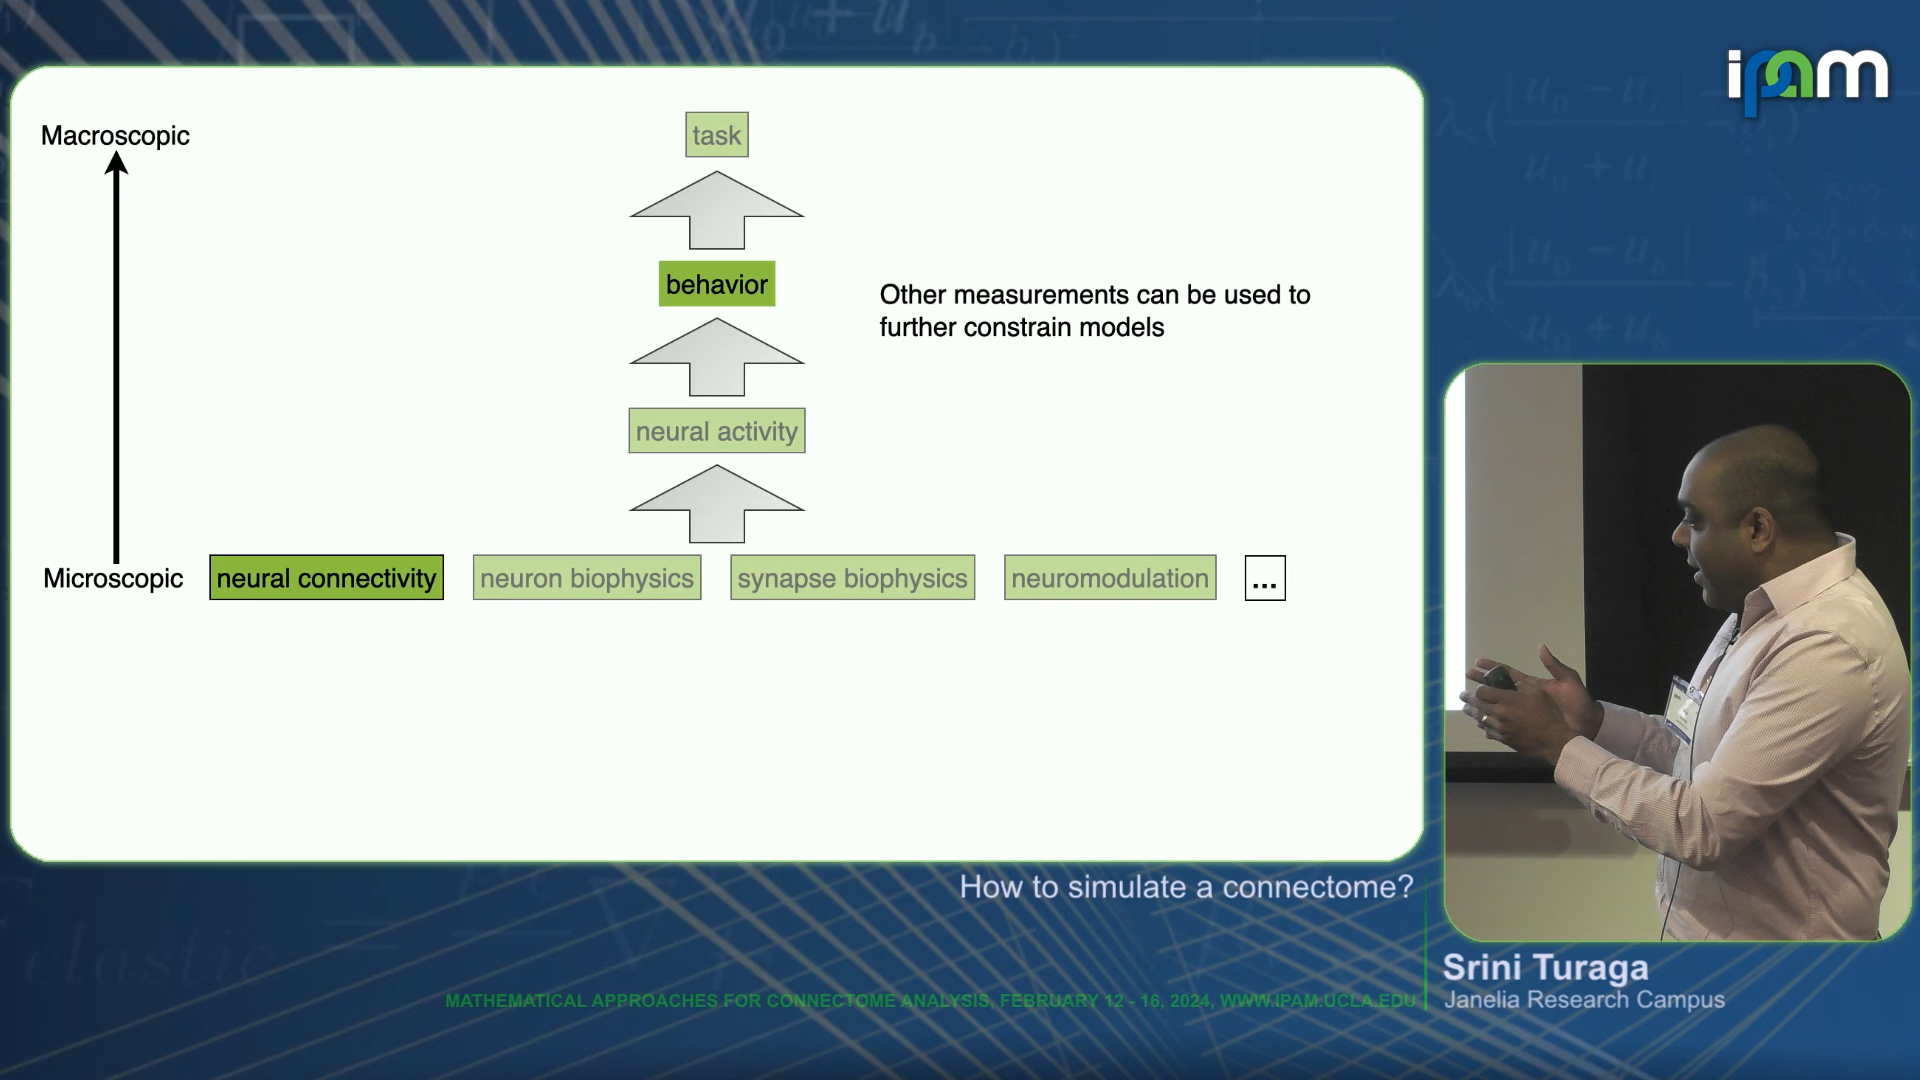 ipam
Macroscopic
task
behavior
Other measurements can be used to
further constrain models
neural activity
Microscopic
neural connectivity
neuron biophysics
synapse biophysics
neuromodulation
...
How to simulate a connectome?
Srini Turaga
Janelia Research Campus
MATHEMATICAL APPROACHES FOR CONNECTOME ANALYSIS, FEBRUARY 12 - 16, 2024, WWW.IPAM.UCLA.EDU
elastic